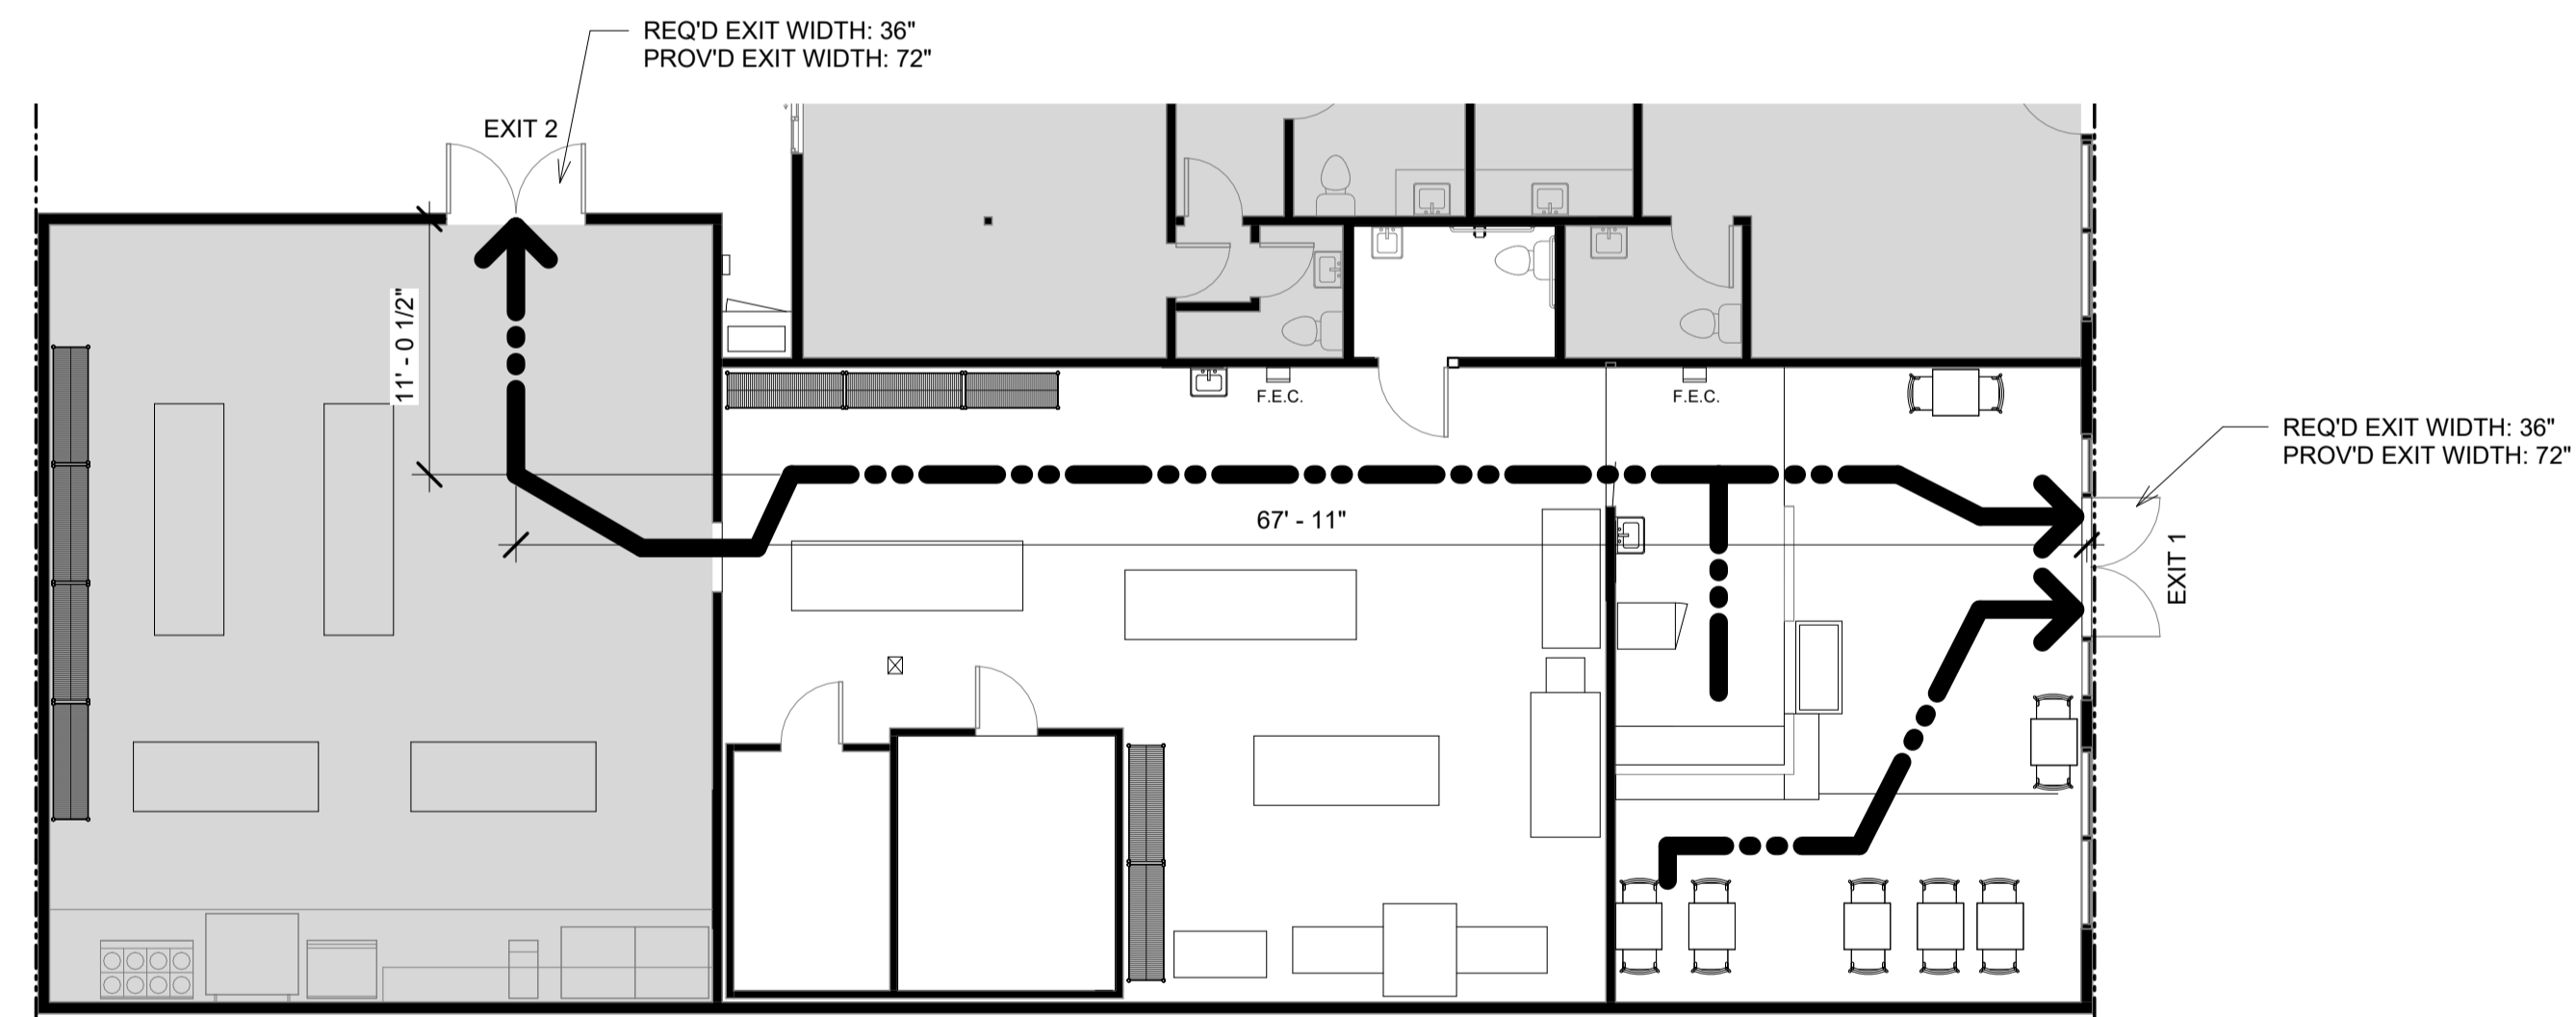 REQ'D EXIT WIDTH: 36"
PROV'D EXIT WIDTH: 72"
EXIT 2
11' - 0 1/2"
F.E.C.
F.E.C.
REQ'D EXIT WIDTH: 36"
PROV'D EXIT WIDTH: 72"
67' - 11"
EXIT 1